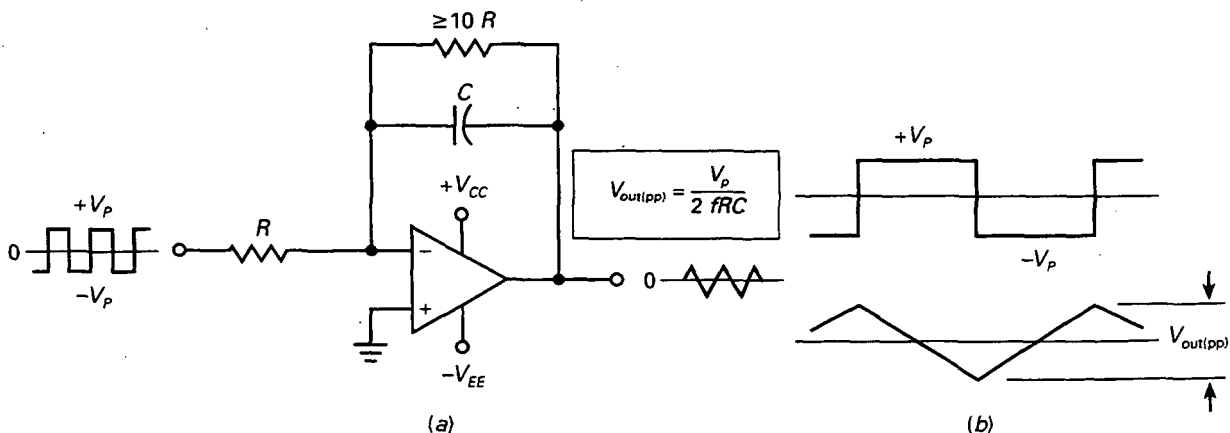 ≥10 R
C
+V_CC
+V_P
0
−V_P
R
−
+
−V_EE
V_out(pp) = V_p / 2 fRC
0
(a)
+V_P
−V_P
V_out(pp)
(b)